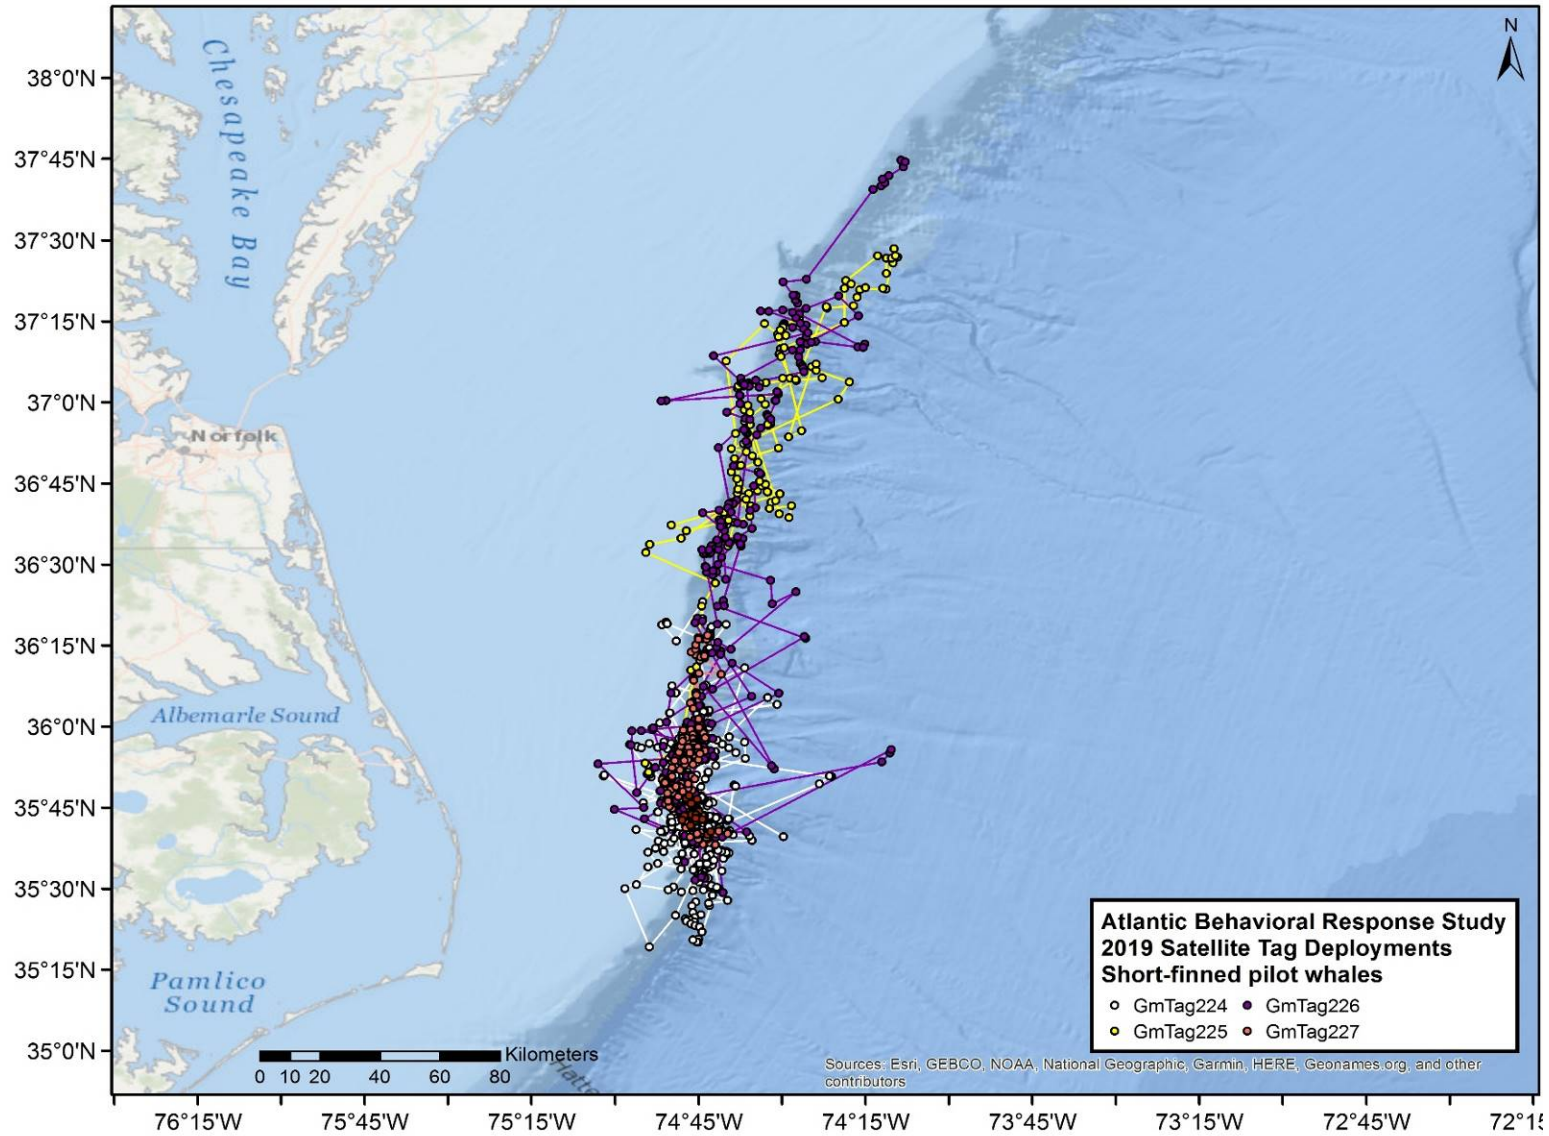 N
38°0'N
37°45'N
37°30'N
37°15'N
37°0'N
36°45'N
36°30'N
36°15'N
36°0'N
35°45'N
35°30'N
35°15'N
35°0'N
Chesapeake Bay
Norfolk
Albemarle Sound
Pamlico
Sound
Hatte
Atlantic Behavioral Response Study
2019 Satellite Tag Deployments
Short-finned pilot whales
GmTag224 GmTag226
GmTag225 GmTag227
Kilometers
0 10 20 40 60 80
Sources: Esri, GEBCO, NOAA, National Geographic, Garmin, HERE, Geonames.org, and other
contributors
76°15'W 75°45'W 75°15'W 74°45'W 74°15'W 73°45'W 73°15'W 72°45'W 72°15